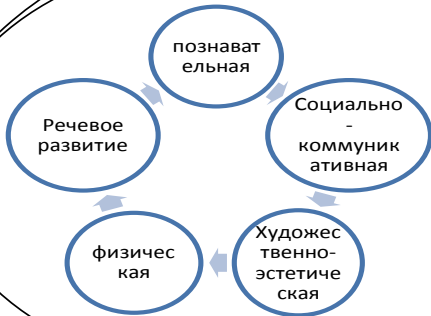 познават
ельная
Социально
-
коммуник
ативная
Художес
твенно-
эстетиче
ская
физичес
кая
Речевое
развитие